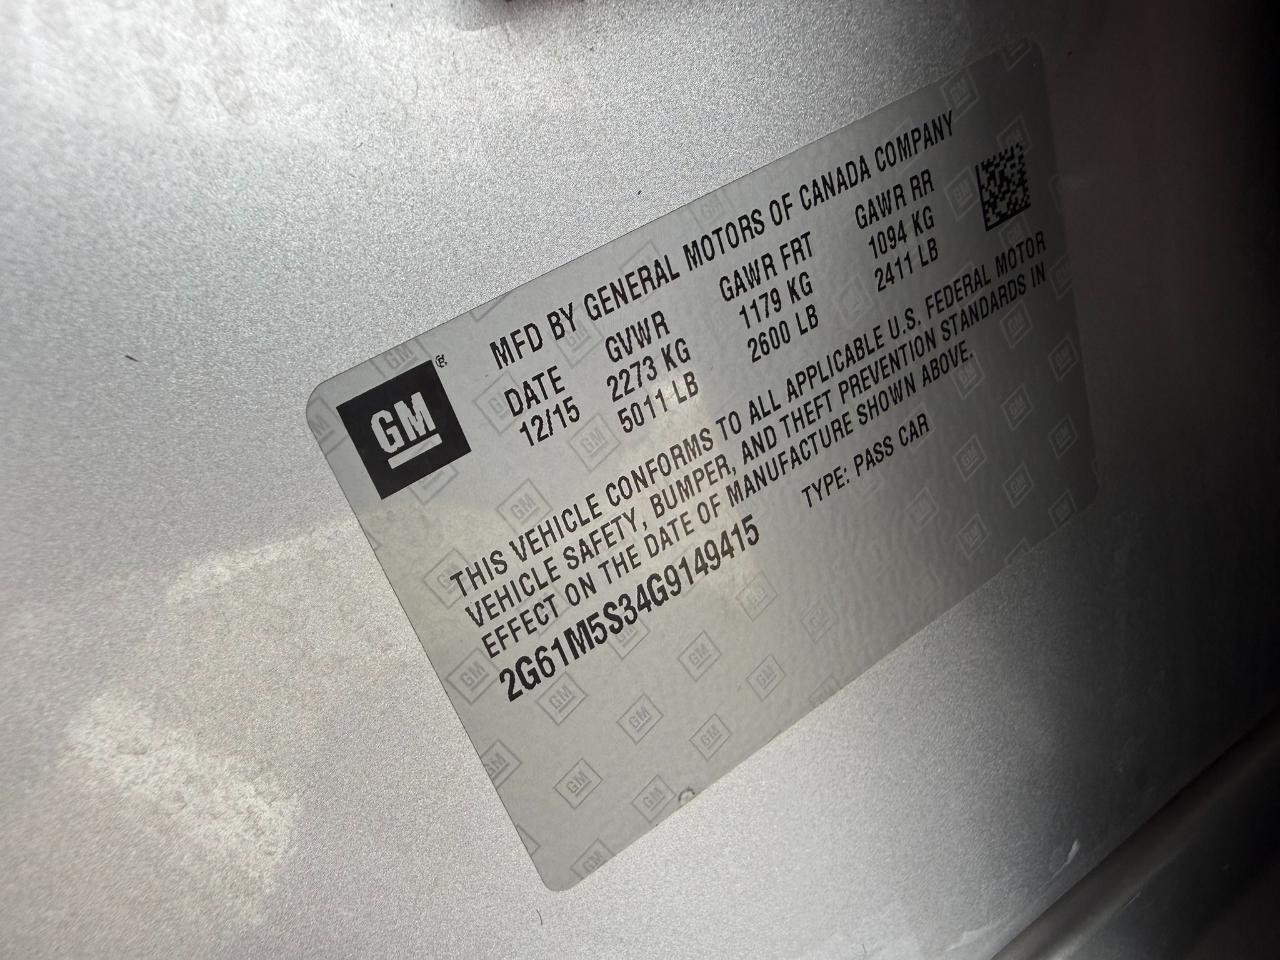 GM ®
MFD BY GENERAL MOTORS OF CANADA COMPANY
DATE GVWR GAWR FRT GAWR RR
12/15 2273 KG 1179 KG 1094 KG
5011 LB 2600 LB 2411 LB
THIS VEHICLE CONFORMS TO ALL APPLICABLE U.S. FEDERAL MOTOR
VEHICLE SAFETY, BUMPER, AND THEFT PREVENTION STANDARDS IN
EFFECT ON THE DATE OF MANUFACTURE SHOWN ABOVE.
2G61M5S34G9149415 TYPE: PASS CAR